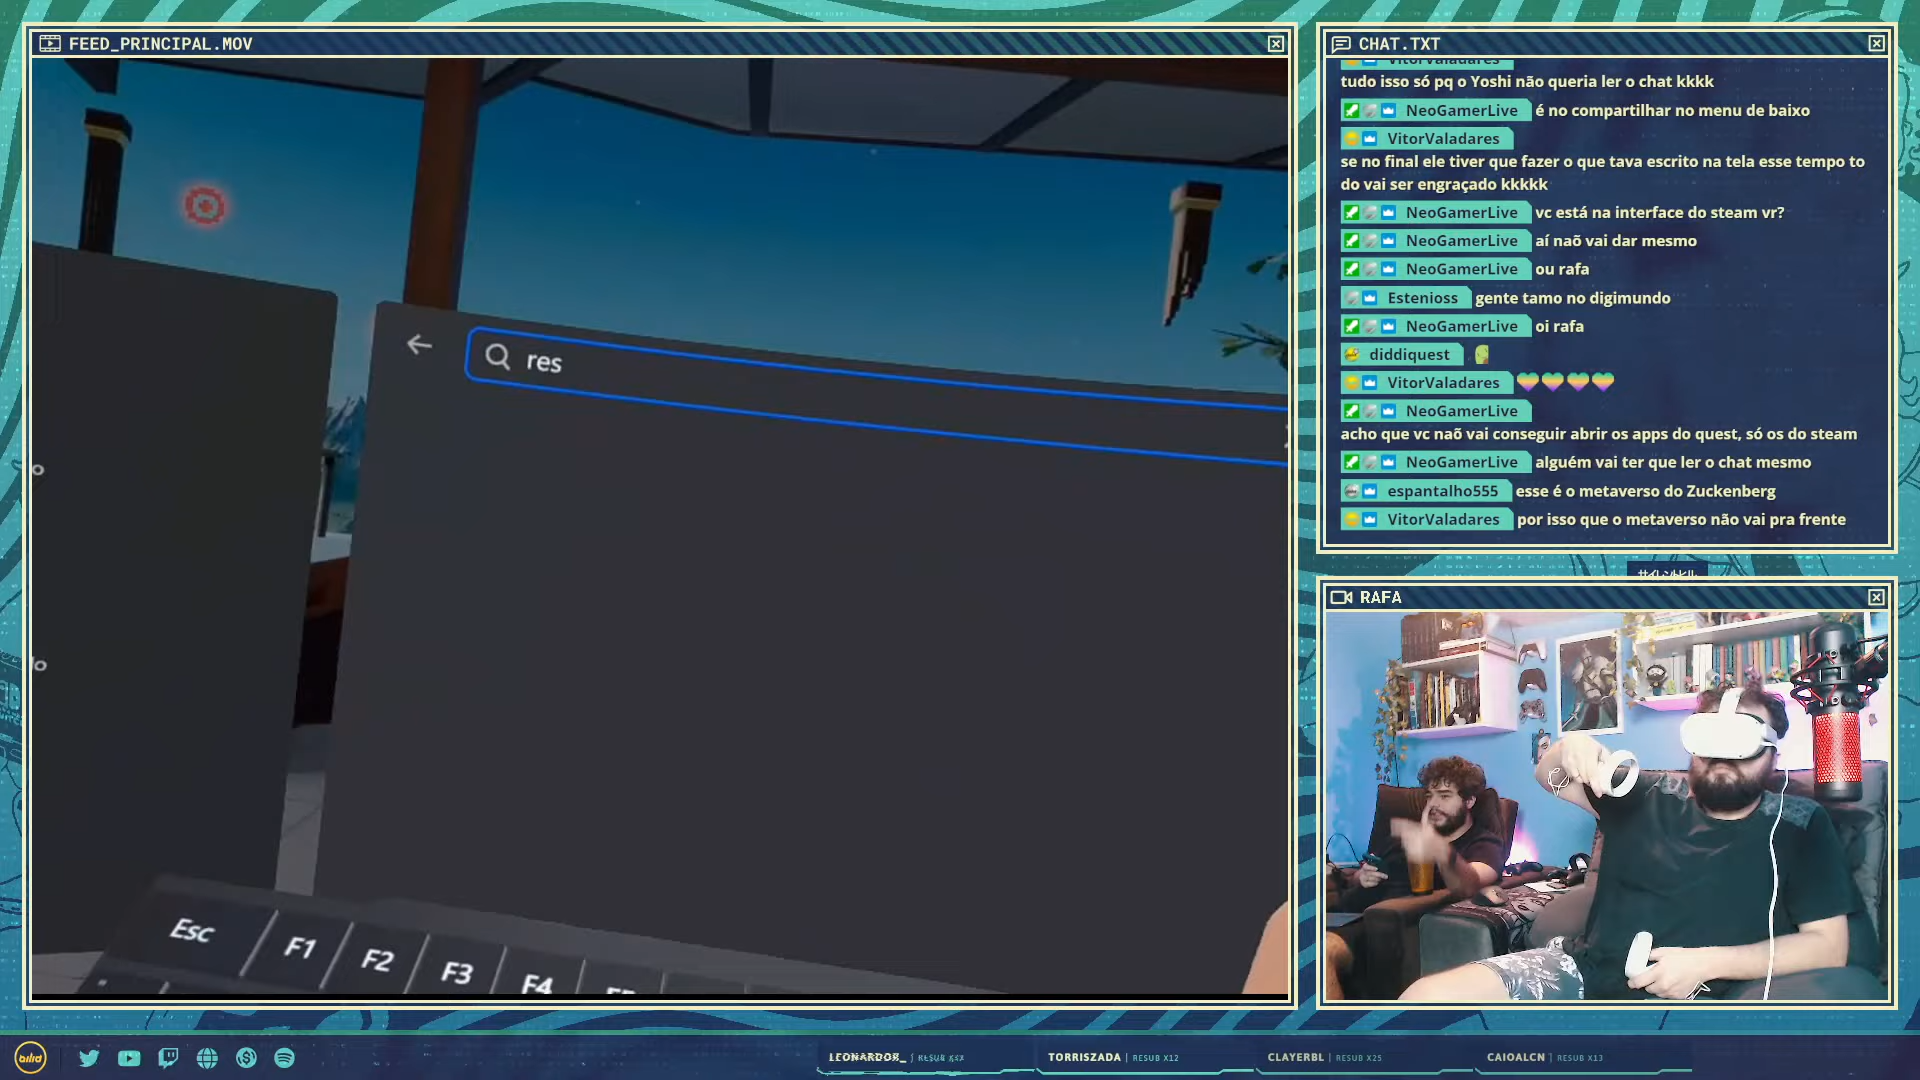 FEED_PRINCIPAL.MOV
res
o
lo
Esc
F1
F2
F3
F4
CHAT.TXT
VitorValadares
tudo isso só pq o Yoshi não queria ler o chat kkkk
NeoGamerLive é no compartilhar no menu de baixo
VitorValadares
se no final ele tiver que fazer o que tava escrito na tela esse tempo to
do vai ser engraçado kkkkk
NeoGamerLive vc está na interface do steam vr?
NeoGamerLive aí naõ vai dar mesmo
NeoGamerLive ou rafa
Estenioss gente tamo no digimundo
NeoGamerLive oi rafa
diddiquest
VitorValadares
NeoGamerLive
acho que vc naõ vai conseguir abrir os apps do quest, só os do steam
NeoGamerLive alguém vai ter que ler o chat mesmo
espantalho555 esse é o metaverso do Zuckenberg
VitorValadares por isso que o metaverso não vai pra frente
RAFA
LEONARDOR_
TORRISZADA | RESUB X12
CLAYERBL | RESUB X25
CAIOALCN | RESUB X13